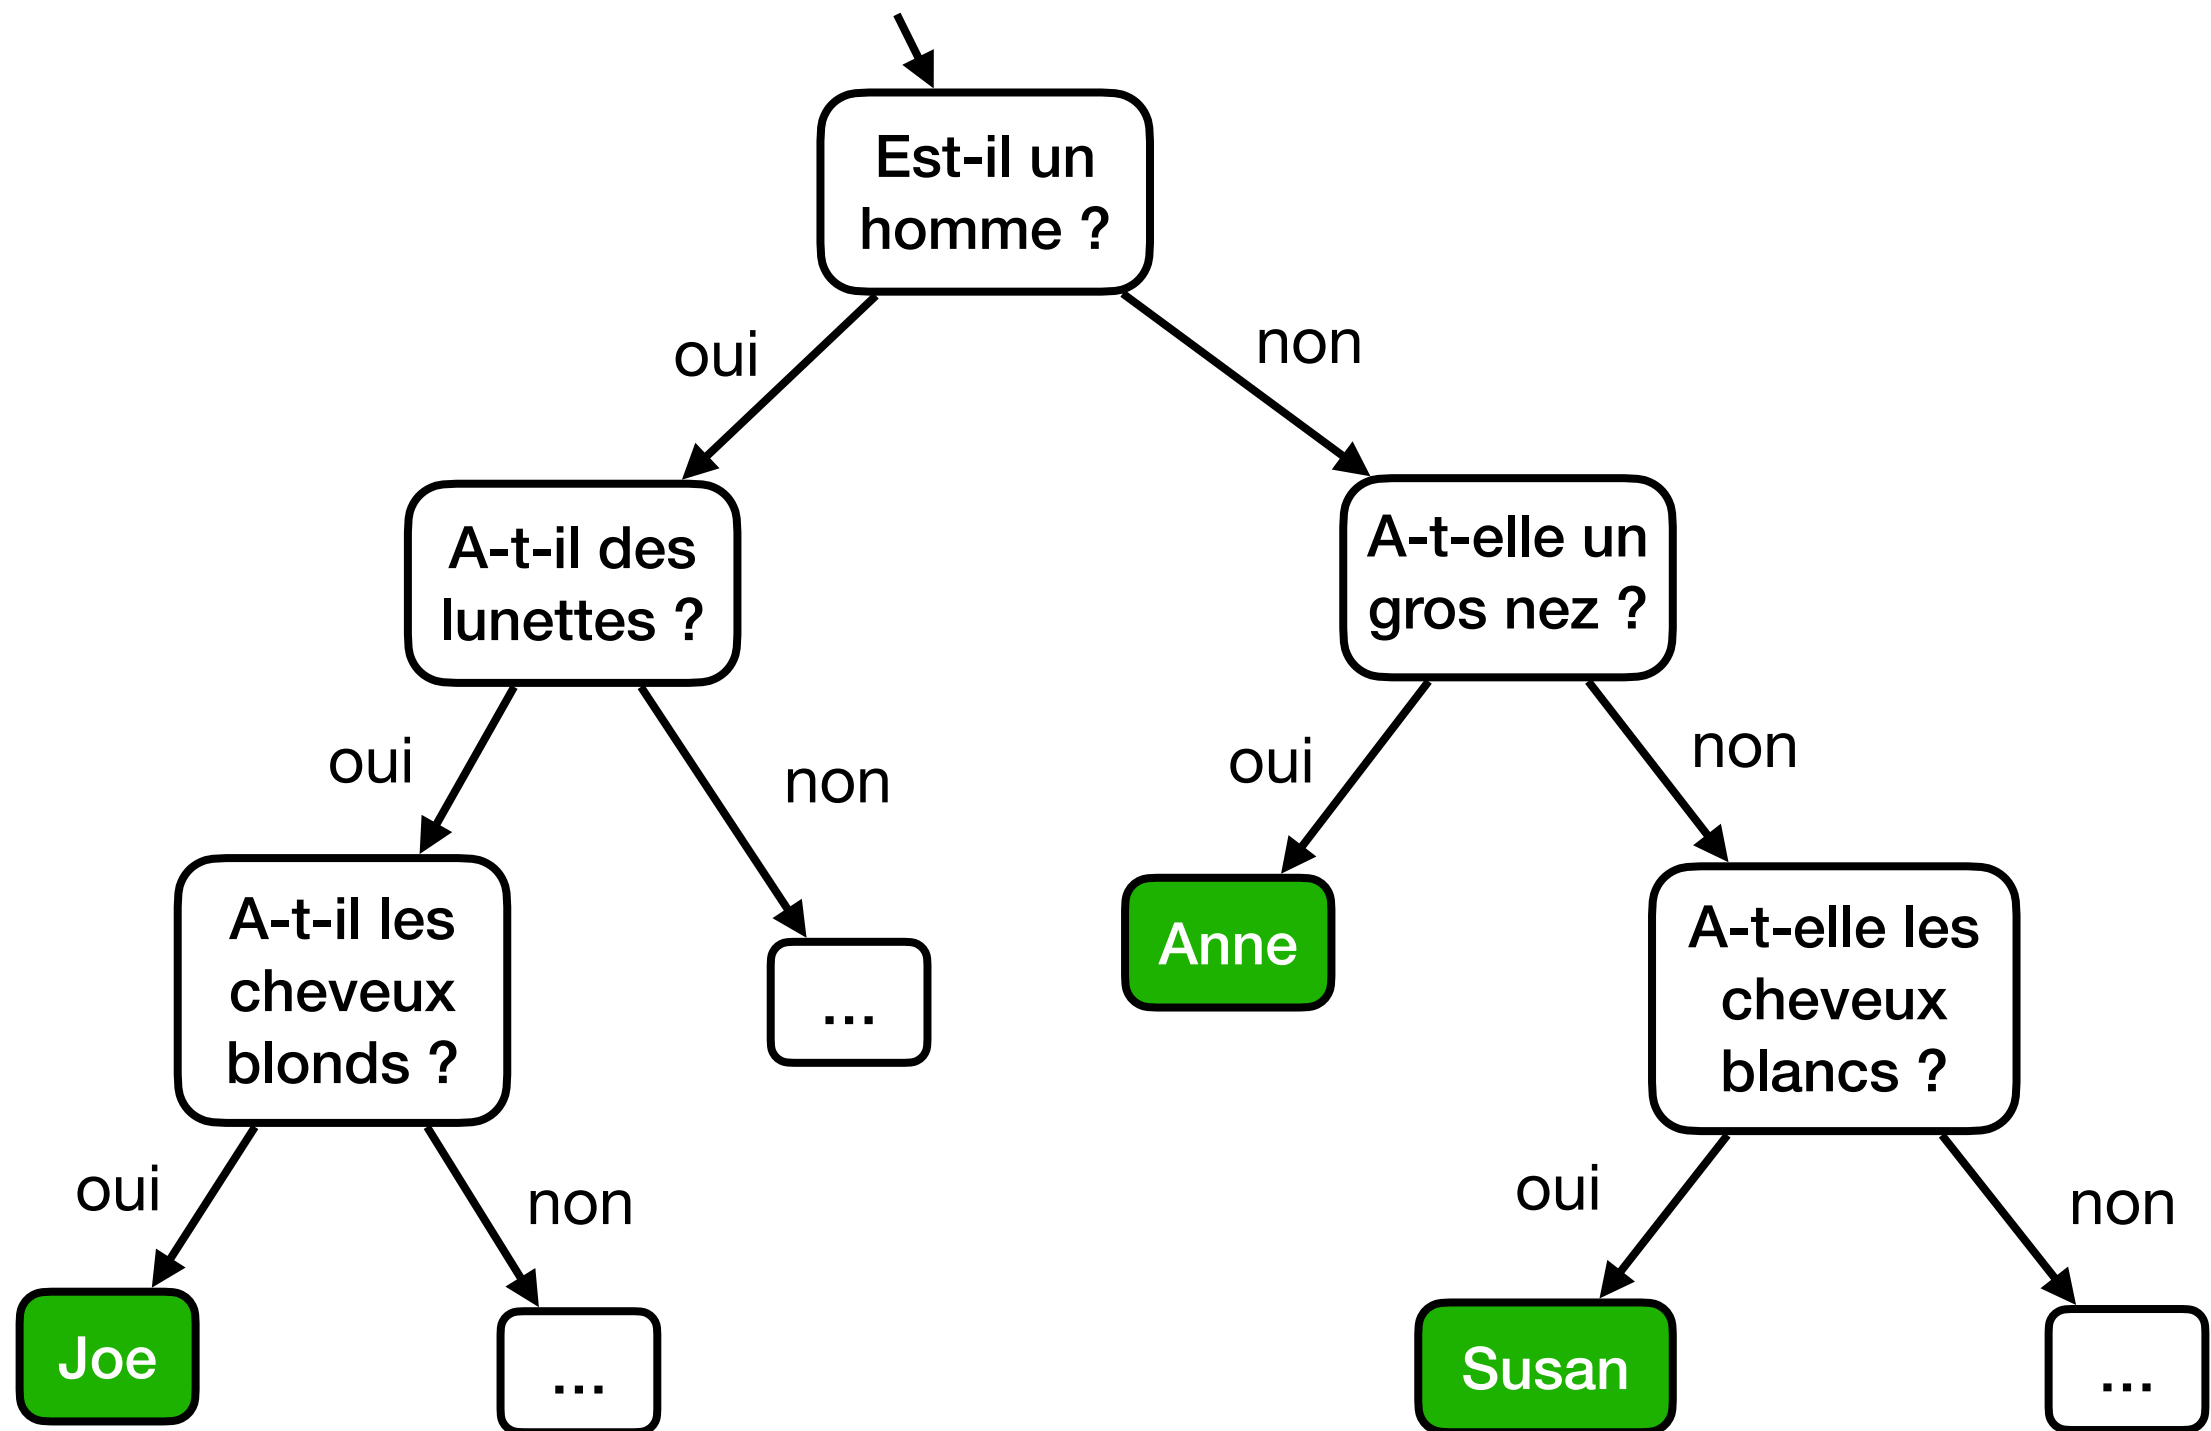 Est-il un
homme ?
oui
non
A-t-il des
lunettes ?
A-t-elle un
gros nez ?
oui
non
oui
non
A-t-il les
cheveux
blonds ?
...
Anne
A-t-elle les
cheveux
blancs ?
oui
non
oui
non
Joe
...
Susan
...